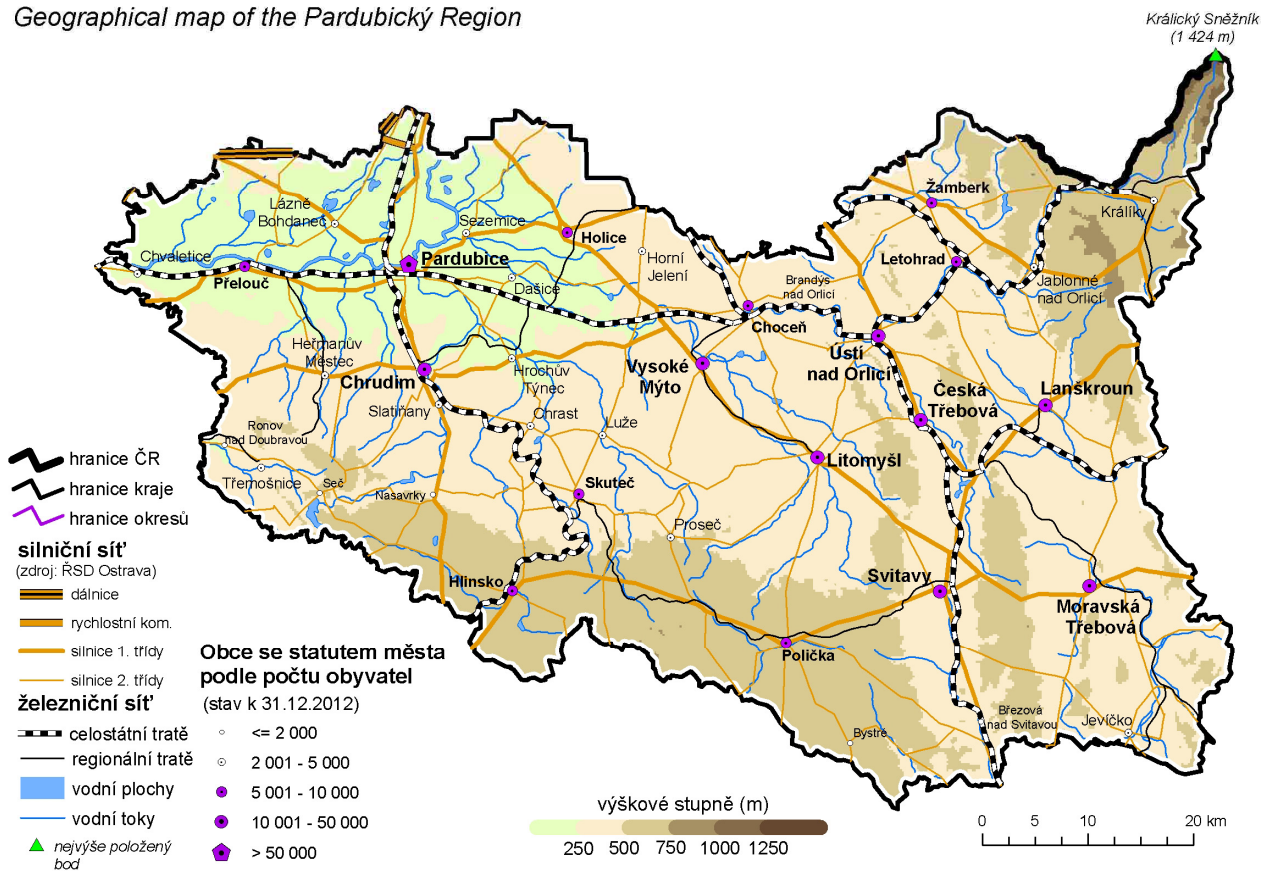 Geographical map of the Pardubický Region
Králický Sněžník
(1 424 m)
Žamberk
Králíky
Lázně
Bohdaneč
Sezemice
Holice
Chvaletice
Pardubice
Horní
Jelení
Letohrad
Přelouč
Dašice
Brandýs
nad Orlicí
Jablonné
nad Orlicí
Choceň
Heřmanův
Městec
Ústí
nad Orlicí
Chrudim
Hrochův
Týnec
Vysoké
Mýto
Česká
Třebová
Lanškroun
Slatiňany
Chrast
Luže
Ronov
nad Doubravou
Litomyšl
Třemošnice
Seč
Nasavrky
Skuteč
Proseč
Hlinsko
Svitavy
Moravská
Třebová
Polička
Březová
nad Svitavou
Jevíčko
Bystré
hranice ČR
hranice kraje
hranice okresů
silniční síť
(zdroj: ŘSD Ostrava)
dálnice
rychlostní kom.
silnice 1. třídy
silnice 2. třídy
železniční síť
celostátní tratě
regionální tratě
vodní plochy
vodní toky
nejvýše položený
bod
Obce se statutem města
podle počtu obyvatel
(stav k 31.12.2012)
<= 2 000
2 001 - 5 000
5 001 - 10 000
10 001 - 50 000
> 50 000
výškové stupně (m)
250 500 750 1000 1250
0 5 10 20 km